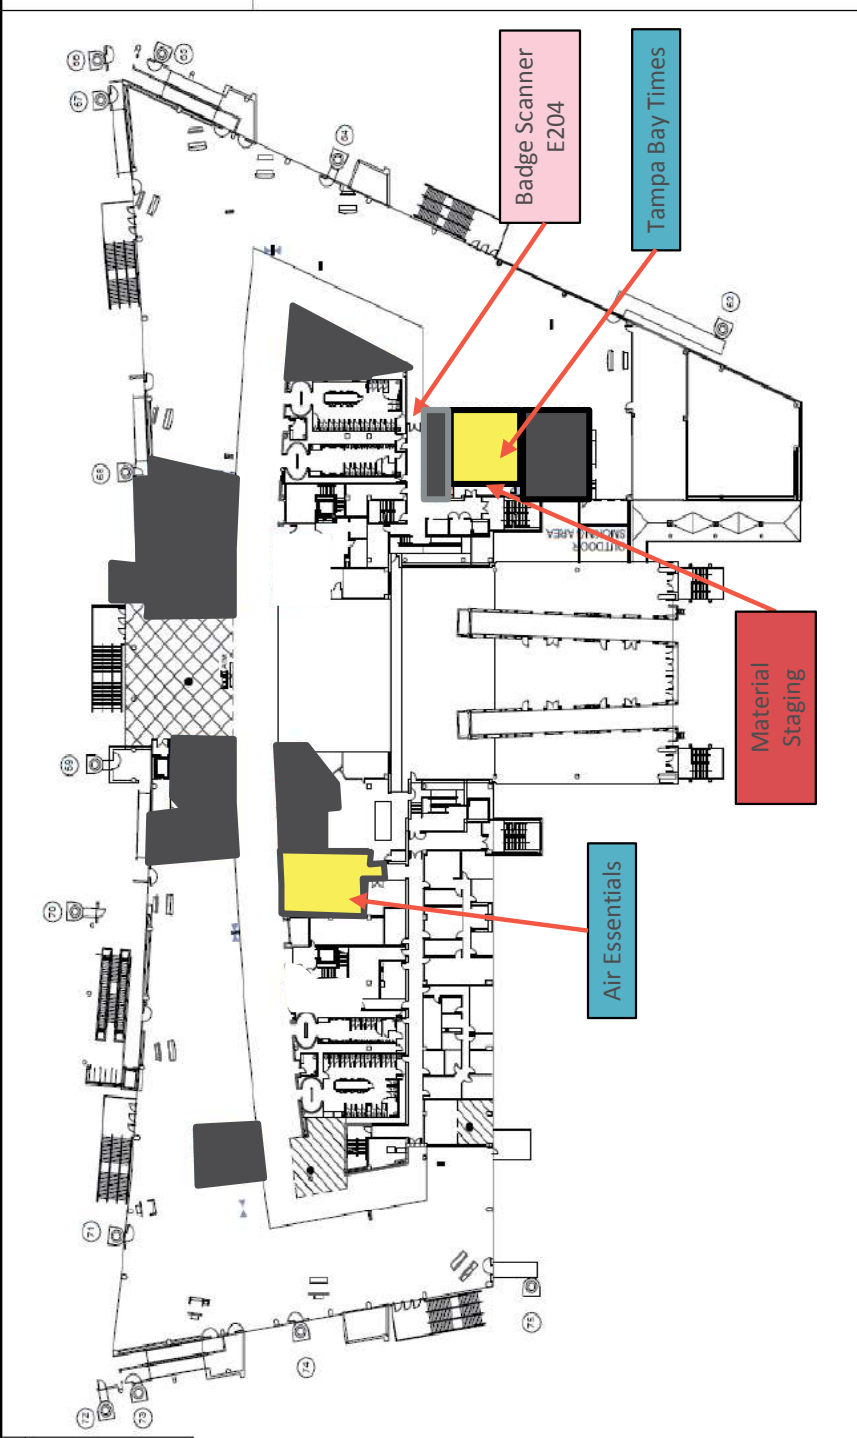 Badge Scanner
E204
Tampa Bay Times
Material
Staging
Air Essentials
OUTDOOR
SMOKING AREA
66
65
67
64
62
68
69
70
71
72
73
74
75